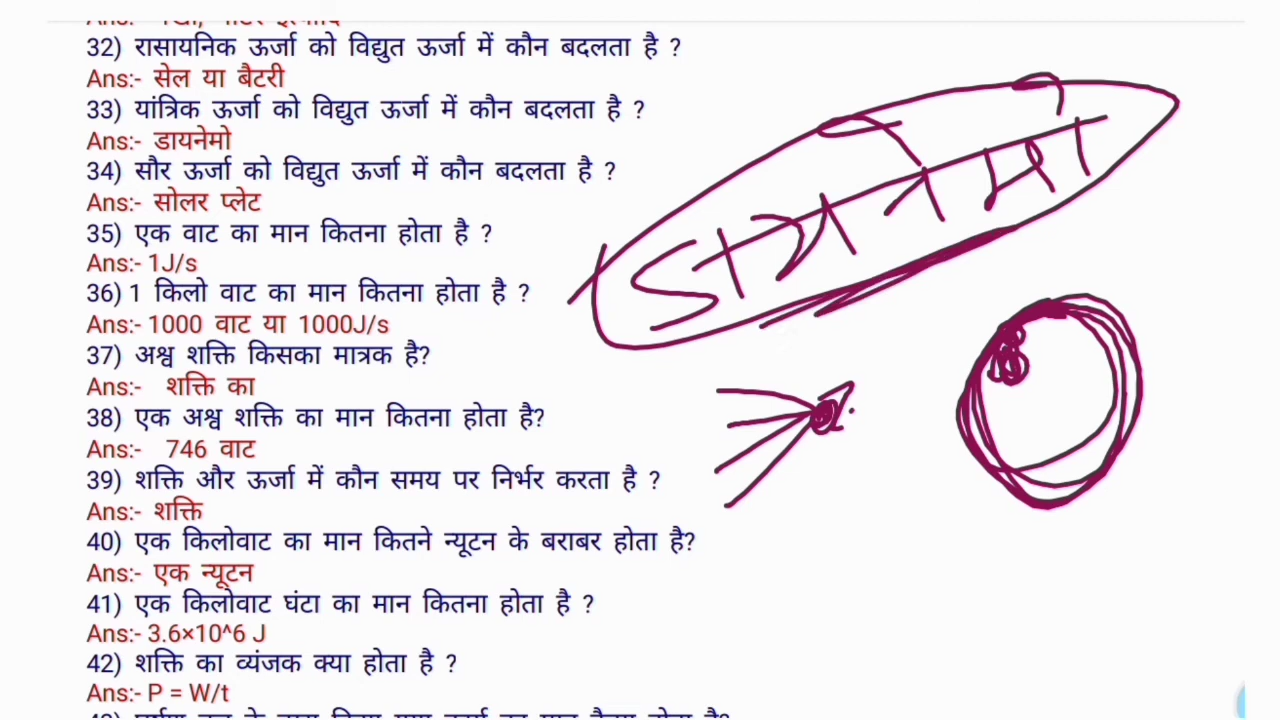 32) रासायनिक ऊर्जा को विद्युत ऊर्जा में कौन बदलता है ?
Ans:- सेल या बैटरी
33) यांत्रिक ऊर्जा को विद्युत ऊर्जा में कौन बदलता है ?
Ans:- डायनेमो
34) सौर ऊर्जा को विद्युत ऊर्जा में कौन बदलता है ?
Ans:- सोलर प्लेट
35) एक वाट का मान कितना होता है ?
Ans:- 1J/s
36) 1 किलो वाट का मान कितना होता है ?
Ans:- 1000 वाट या 1000J/s
37) अश्व शक्ति किसका मात्रक है?
Ans:- शक्ति का
38) एक अश्व शक्ति का मान कितना होता है?
Ans:- 746 वाट
39) शक्ति और ऊर्जा में कौन समय पर निर्भर करता है ?
Ans:- शक्ति
40) एक किलोवाट का मान कितने न्यूटन के बराबर होता है?
Ans:- एक न्यूटन
41) एक किलोवाट घंटा का मान कितना होता है ?
Ans:- 3.6×10^6 J
42) शक्ति का व्यंजक क्या होता है ?
Ans:- P = W/t